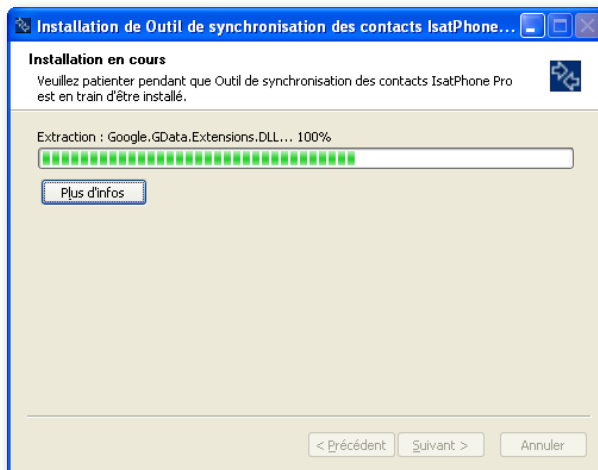 Installation de Outil de synchronisation des contacts IsatPhone...
Installation en cours
Veuillez patienter pendant que Outil de synchronisation des contacts IsatPhone Pro
est en train d'être installé.
Extraction : Google.GData.Extensions.DLL... 100%
Plus d'infos
< Précédent
Suivant >
Annuler